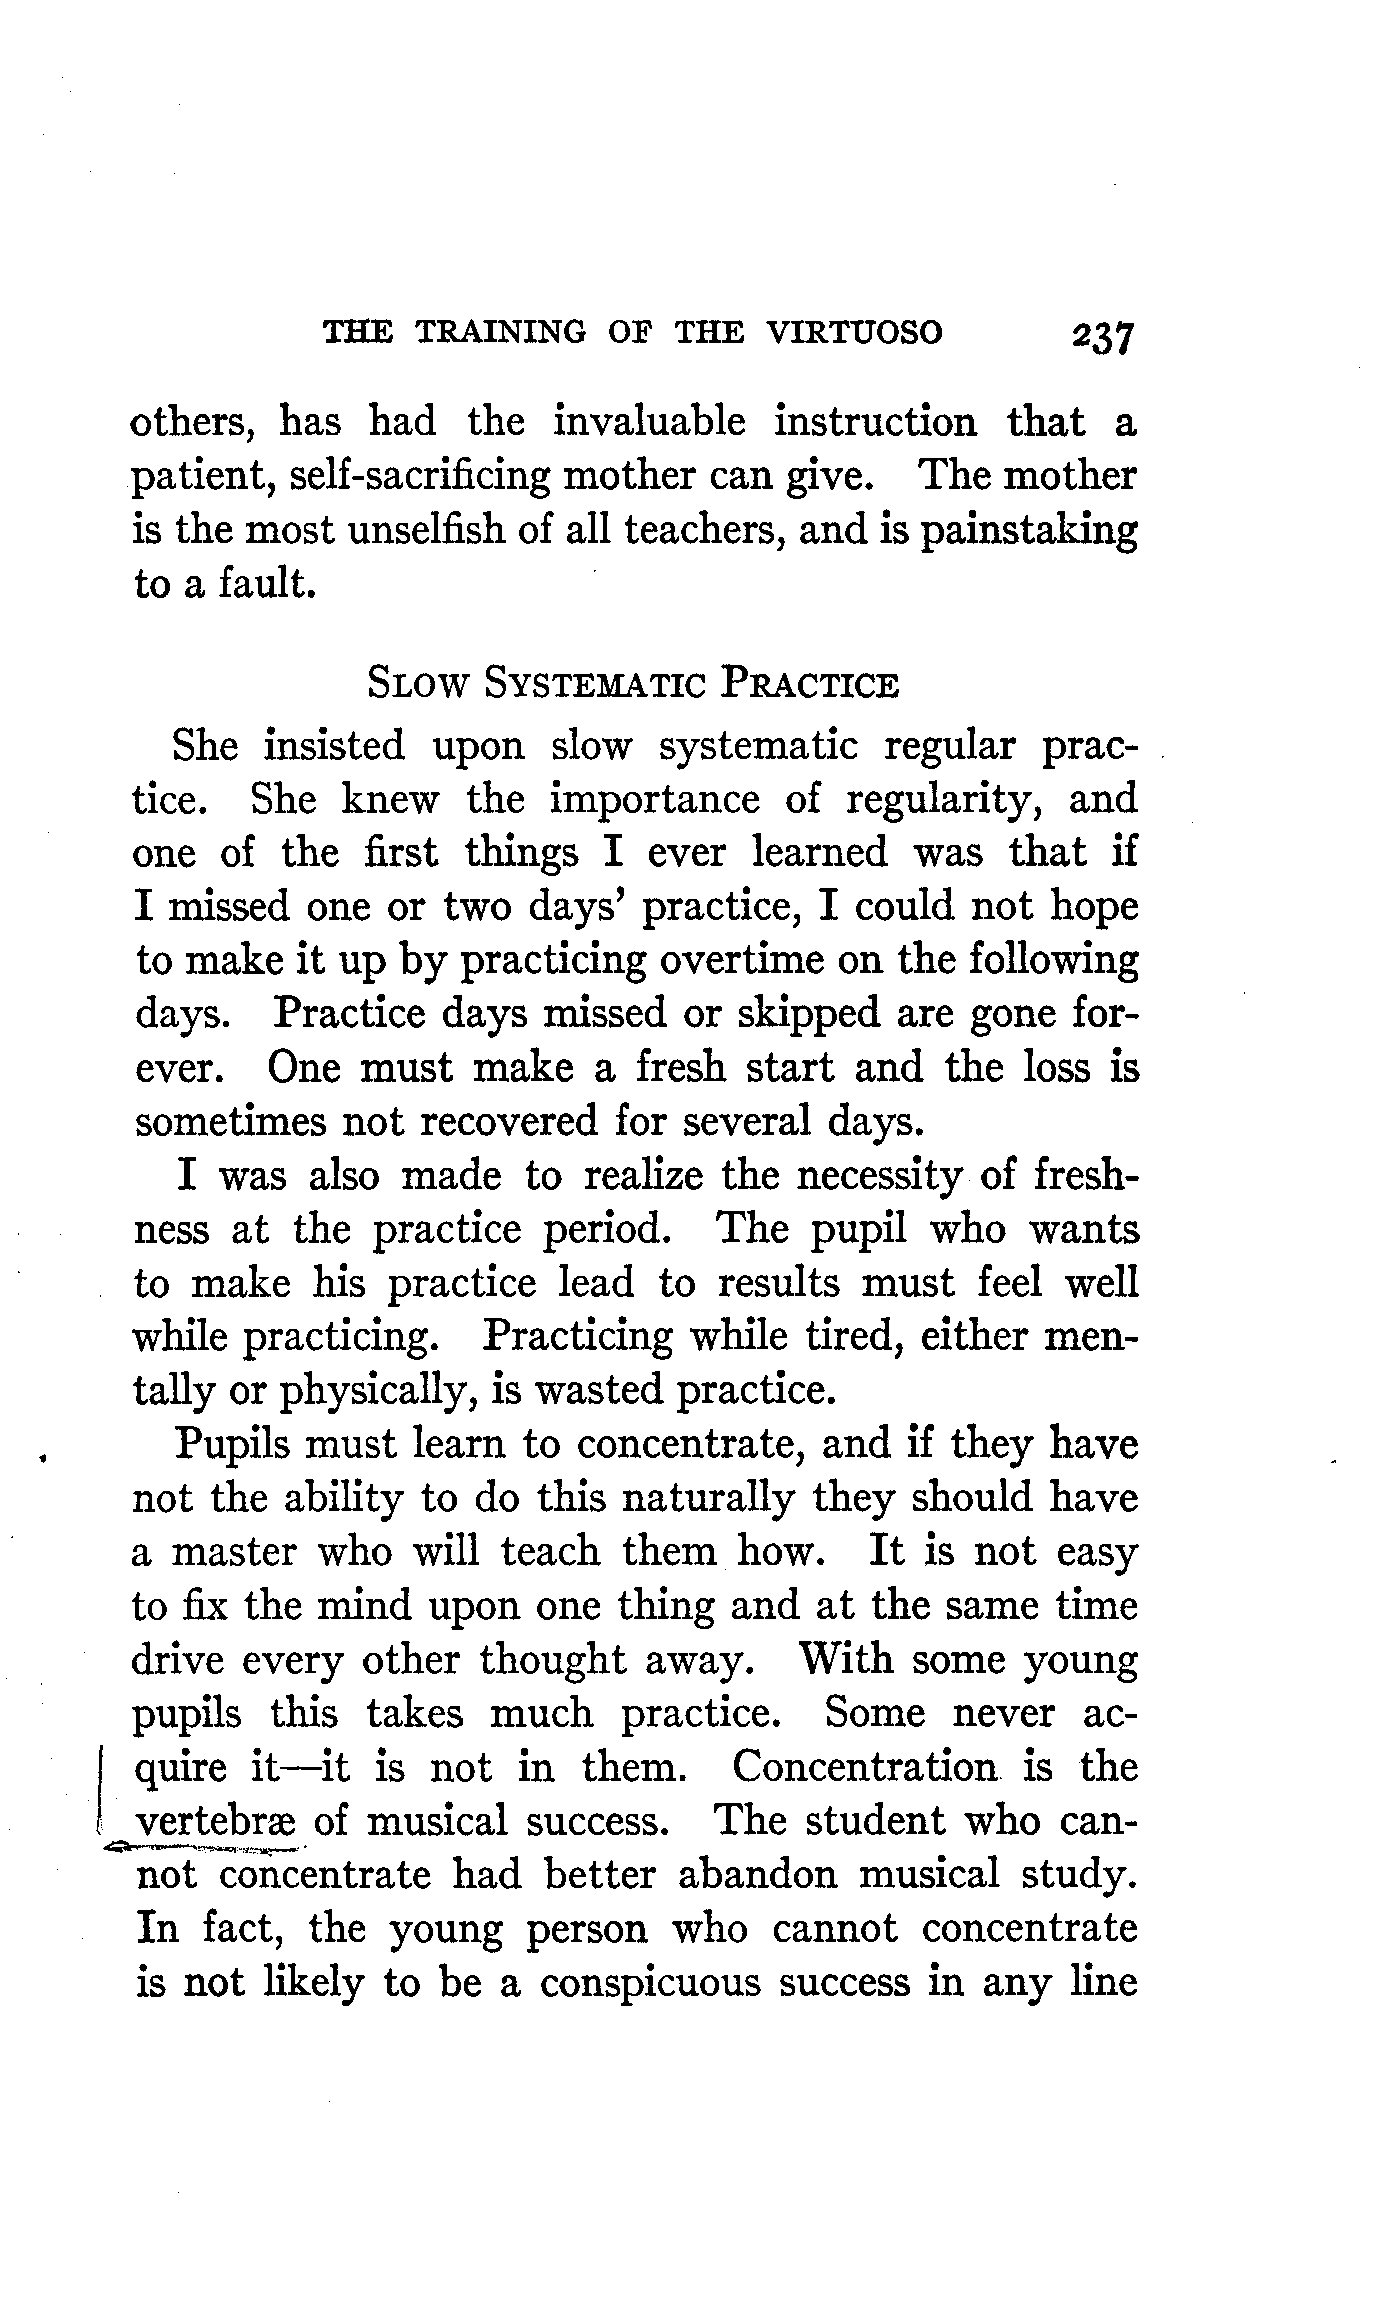 THE TRAINING OF THE VIRTUOSO 237
others, has had the invaluable instruction that a
patient, self-sacrificing mother can give. The mother
is the most unselfish of all teachers, and is painstaking
to a fault.
SLOW SYSTEMATIC PRACTICE
She insisted upon slow systematic regular prac-
tice. She knew the importance of regularity, and
one of the first things I ever learned was that if
I missed one or two days' practice, I could not hope
to make it up by practicing overtime on the following
days. Practice days missed or skipped are gone for-
ever. One must make a fresh start and the loss is
sometimes not recovered for several days.
I was also made to realize the necessity of fresh-
ness at the practice period. The pupil who wants
to make his practice lead to results must feel well
while practicing. Practicing while tired, either men-
tally or physically, is wasted practice.
Pupils must learn to concentrate, and if they have
not the ability to do this naturally they should have
a master who will teach them how. It is not easy
to fix the mind upon one thing and at the same time
drive every other thought away. With some young
pupils this takes much practice. Some never ac-
quire it—it is not in them. Concentration is the
vertebræ of musical success. The student who can-
not concentrate had better abandon musical study.
In fact, the young person who cannot concentrate
is not likely to be a conspicuous success in any line